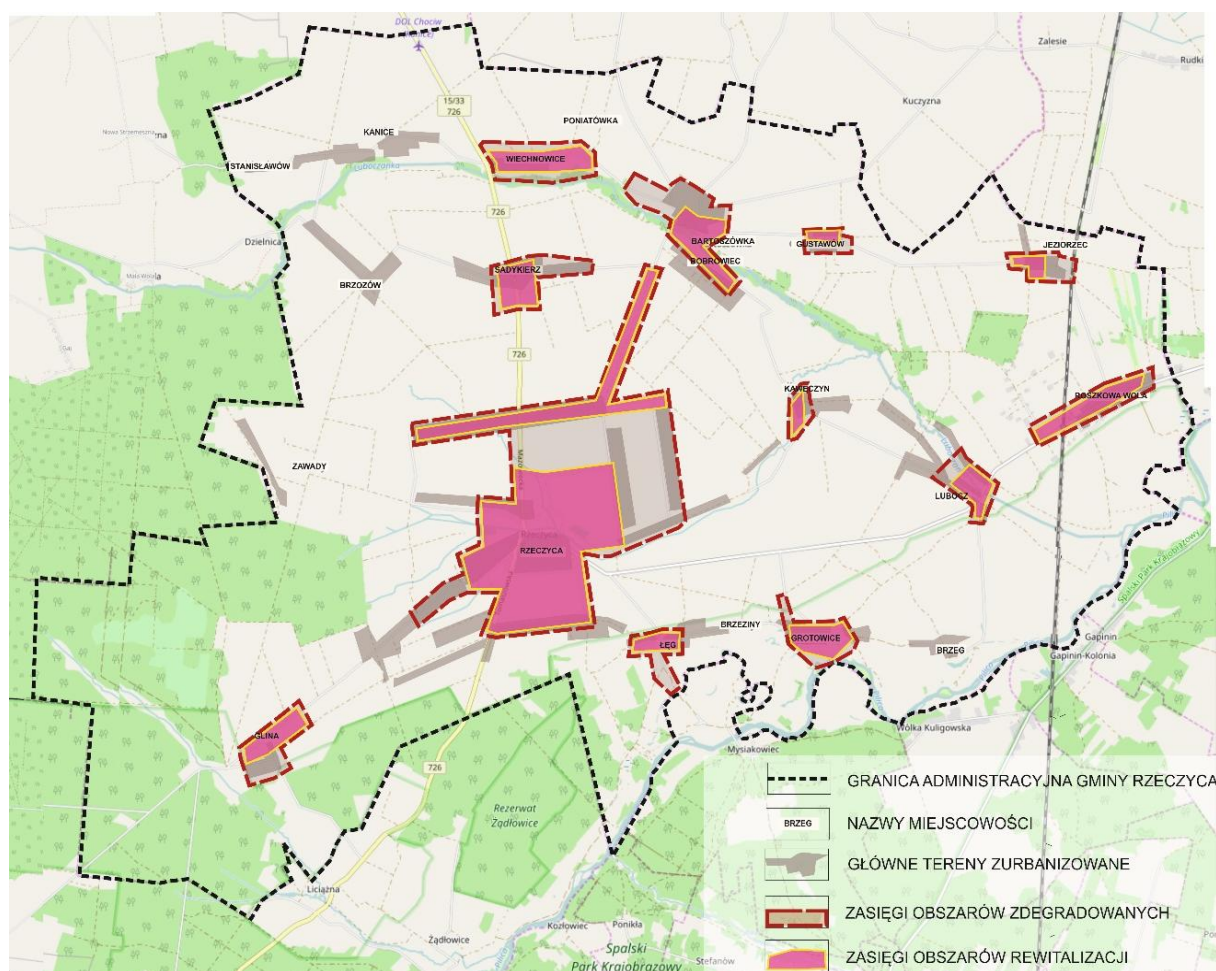 DOL Chociw
Zalesie
Rudki
15/33
726
Kuczyzna
PONIATÓWKA
KANICE
Nowa Strzemeszna
STANISŁAWÓW
WIECHNOWICE
Luboczanka
726
Dzielnica
BARTOSZÓWKA
GUSTAWÓW
JEZIORZEC
BOBROWIEC
SADYKIERZ
BRZOZÓW
726
KAWĘCZYN
ROSZKOWA WOLA
ZAWADY
LUBOCZ
RZECZYCA
Spalski Park Krajobrazowy
BRZEZINY
GROTOWICE
ŁĘG
BRZEG
Gapinin
Gapinin-Kolonia
GLINA
Wólka Kuligowska
Mysiakowiec
726
Rezerwat
Żądłowice
Liciążna
Żądłowice
Kozłowiec
Ponikła
Spalski
Park Krajobrazowy
Stefanów
GRANICA ADMINISTRACYJNA GMINY RZECZYCA
BRZEG
NAZWY MIEJSCOWOŚCI
GŁÓWNE TERENY ZURBANIZOWANE
ZASIĘGI OBSZARÓW ZDEGRADOWANYCH
ZASIĘGI OBSZARÓW REWITALIZACJI